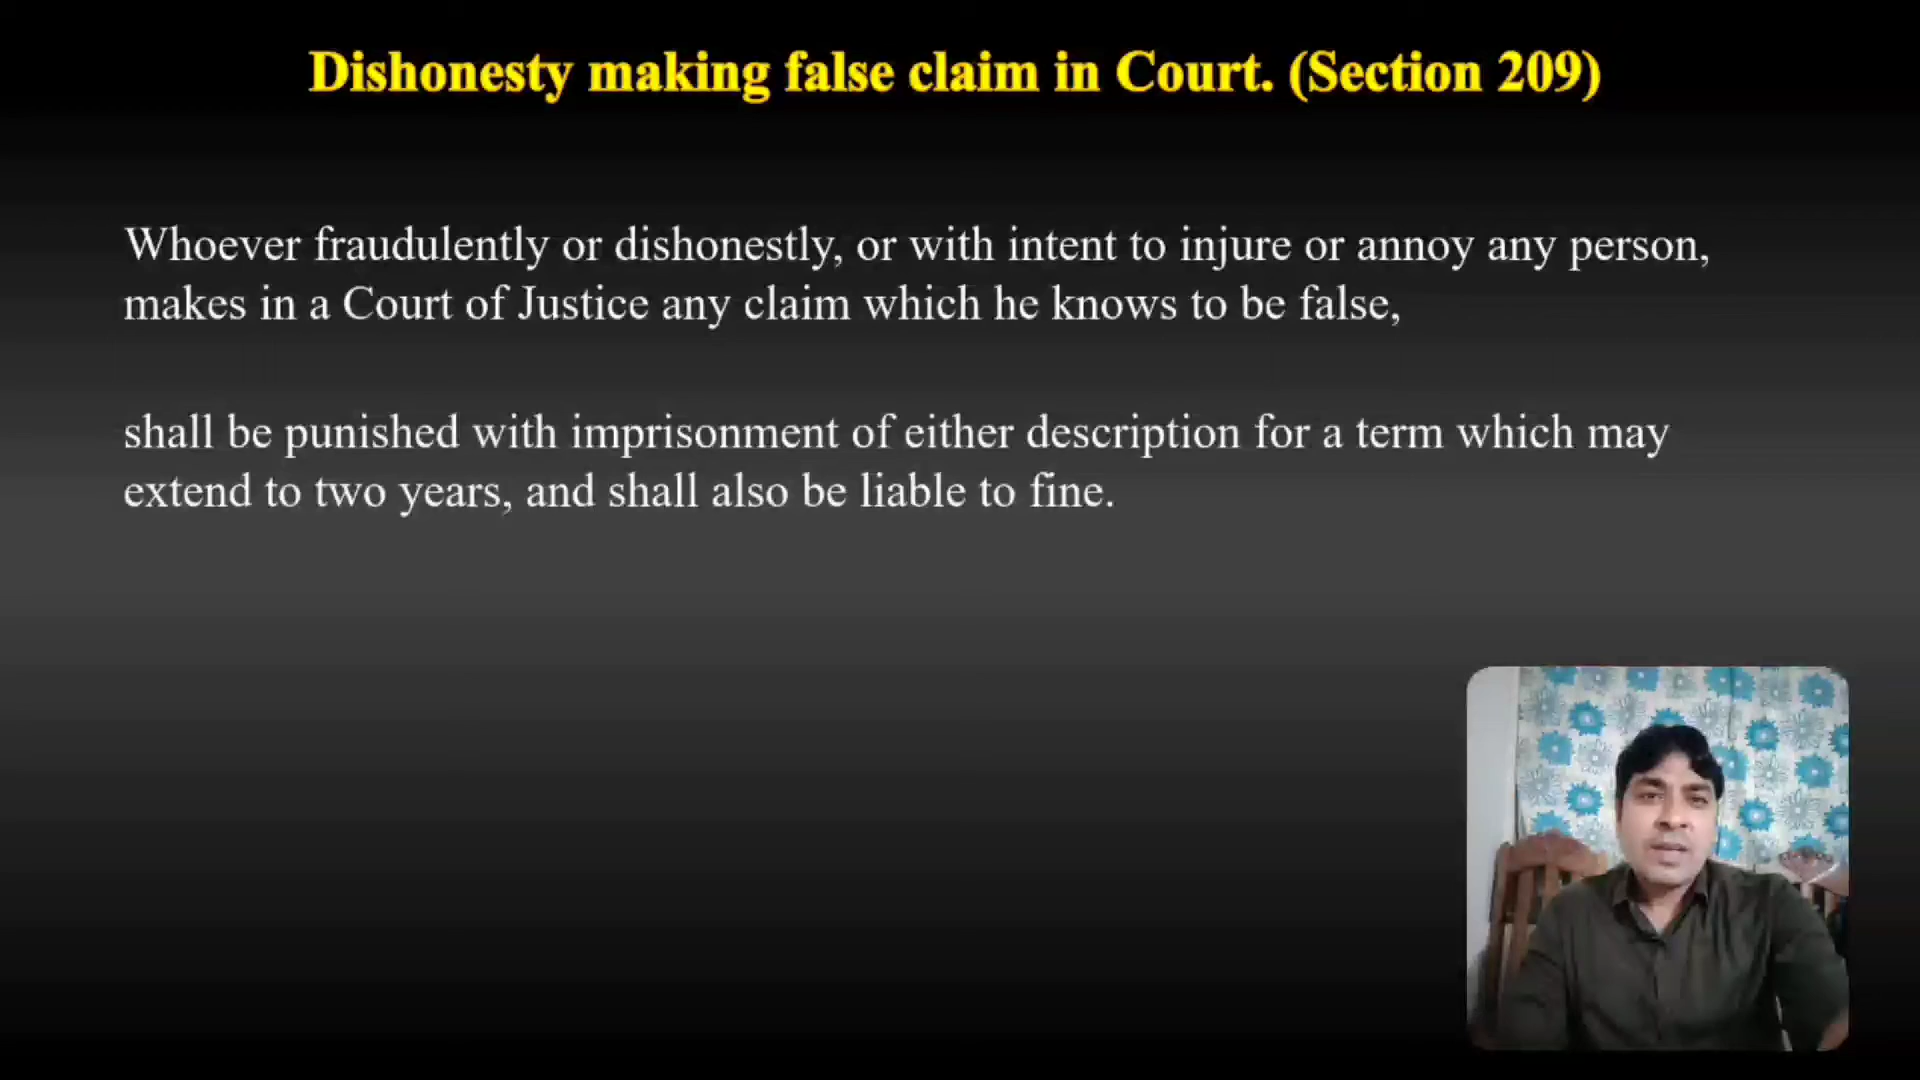 Dishonesty making false claim in Court. (Section 209)
Whoever fraudulently or dishonestly, or with intent to injure or annoy any person,
makes in a Court of Justice any claim which he knows to be false,
shall be punished with imprisonment of either description for a term which may
extend to two years, and shall also be liable to fine.